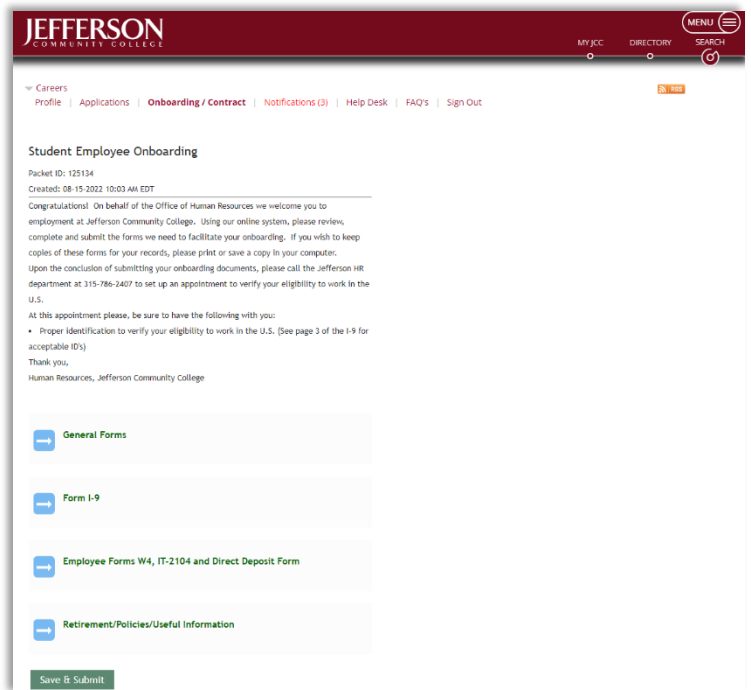 JEFFERSON
COMMUNITY COLLEGE
MENU
MY JCC DIRECTORY SEARCH
Careers
Profile | Applications | Onboarding / Contract | Notifications (3) | Help Desk | FAQ's | Sign Out
RSS
Student Employee Onboarding
Packet ID: 125134
Created: 08-15-2022 10:03 AM EDT
Congratulations! On behalf of the Office of Human Resources we welcome you to
employment at Jefferson Community College. Using our online system, please review,
complete and submit the forms we need to facilitate your onboarding. If you wish to keep
copies of these forms for your records, please print or save a copy in your computer.
Upon the conclusion of submitting your onboarding documents, please call the Jefferson HR
department at 315-786-2407 to set up an appointment to verify your eligibility to work in the
U.S.
At this appointment please, be sure to have the following with you:
• Proper identification to verify your eligibility to work in the U.S. (See page 3 of the I-9 for
acceptable ID's)
Thank you,
Human Resources, Jefferson Community College
General Forms
Form I-9
Employee Forms W4, IT-2104 and Direct Deposit Form
Retirement/Policies/Useful Information
Save & Submit